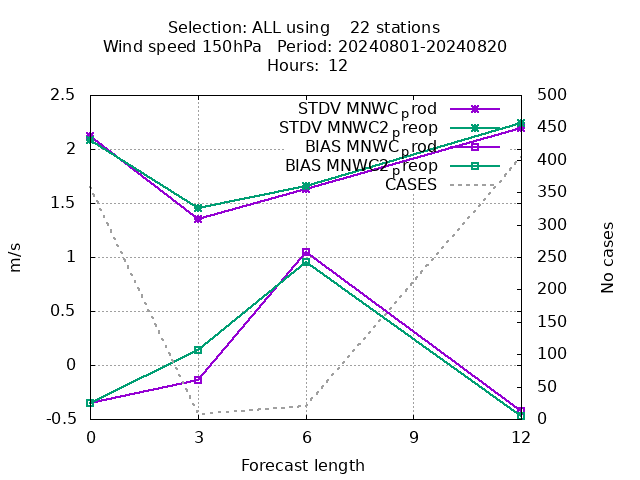 Selection: ALL using    22 stations
Wind speed 150hPa   Period: 20240801-20240820
Hours:  12
2.5
2
1.5
1
0.5
0
-0.5
m/s
500
450
400
350
300
250
200
150
100
50
0
No cases
STDV MNWC_prod
STDV MNWC2_preop
BIAS MNWC_prod
BIAS MNWC2_preop
CASES
0 3 6 9 12
Forecast length